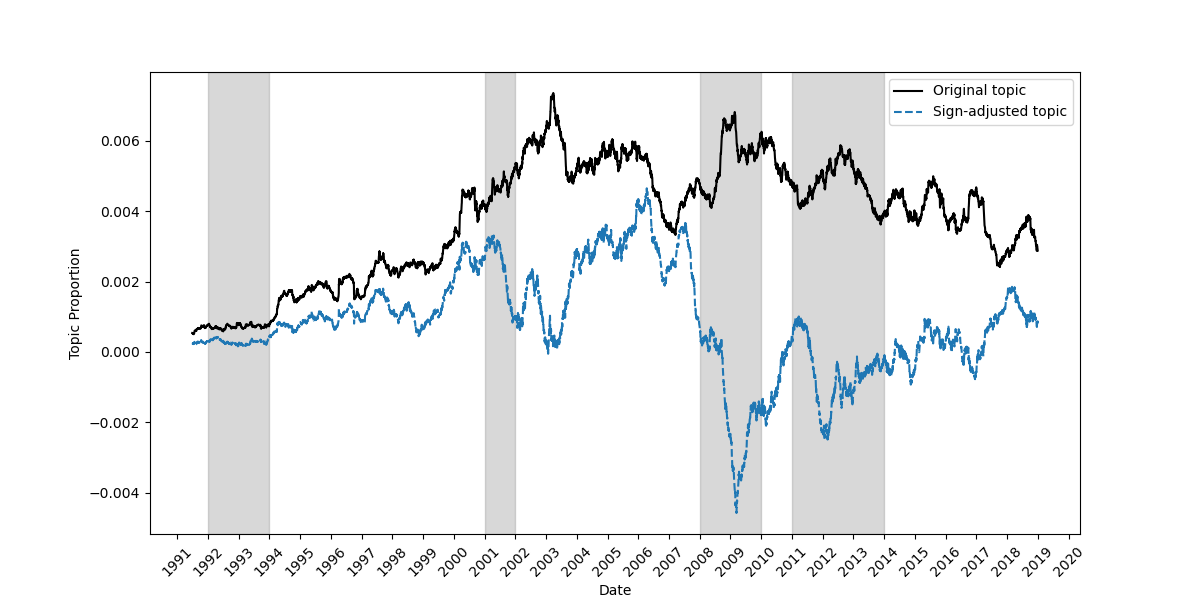 Original topic
Sign-adjusted topic
0.006
0.004
0.002
0.000
−0.002
−0.004
Topic Proportion
1991 1992 1993 1994 1995 1996 1997 1998 1999 2000 2001 2002 2003 2004 2005 2006 2007 2008 2009 2010 2011 2012 2013 2014 2015 2016 2017 2018 2019 2020
Date